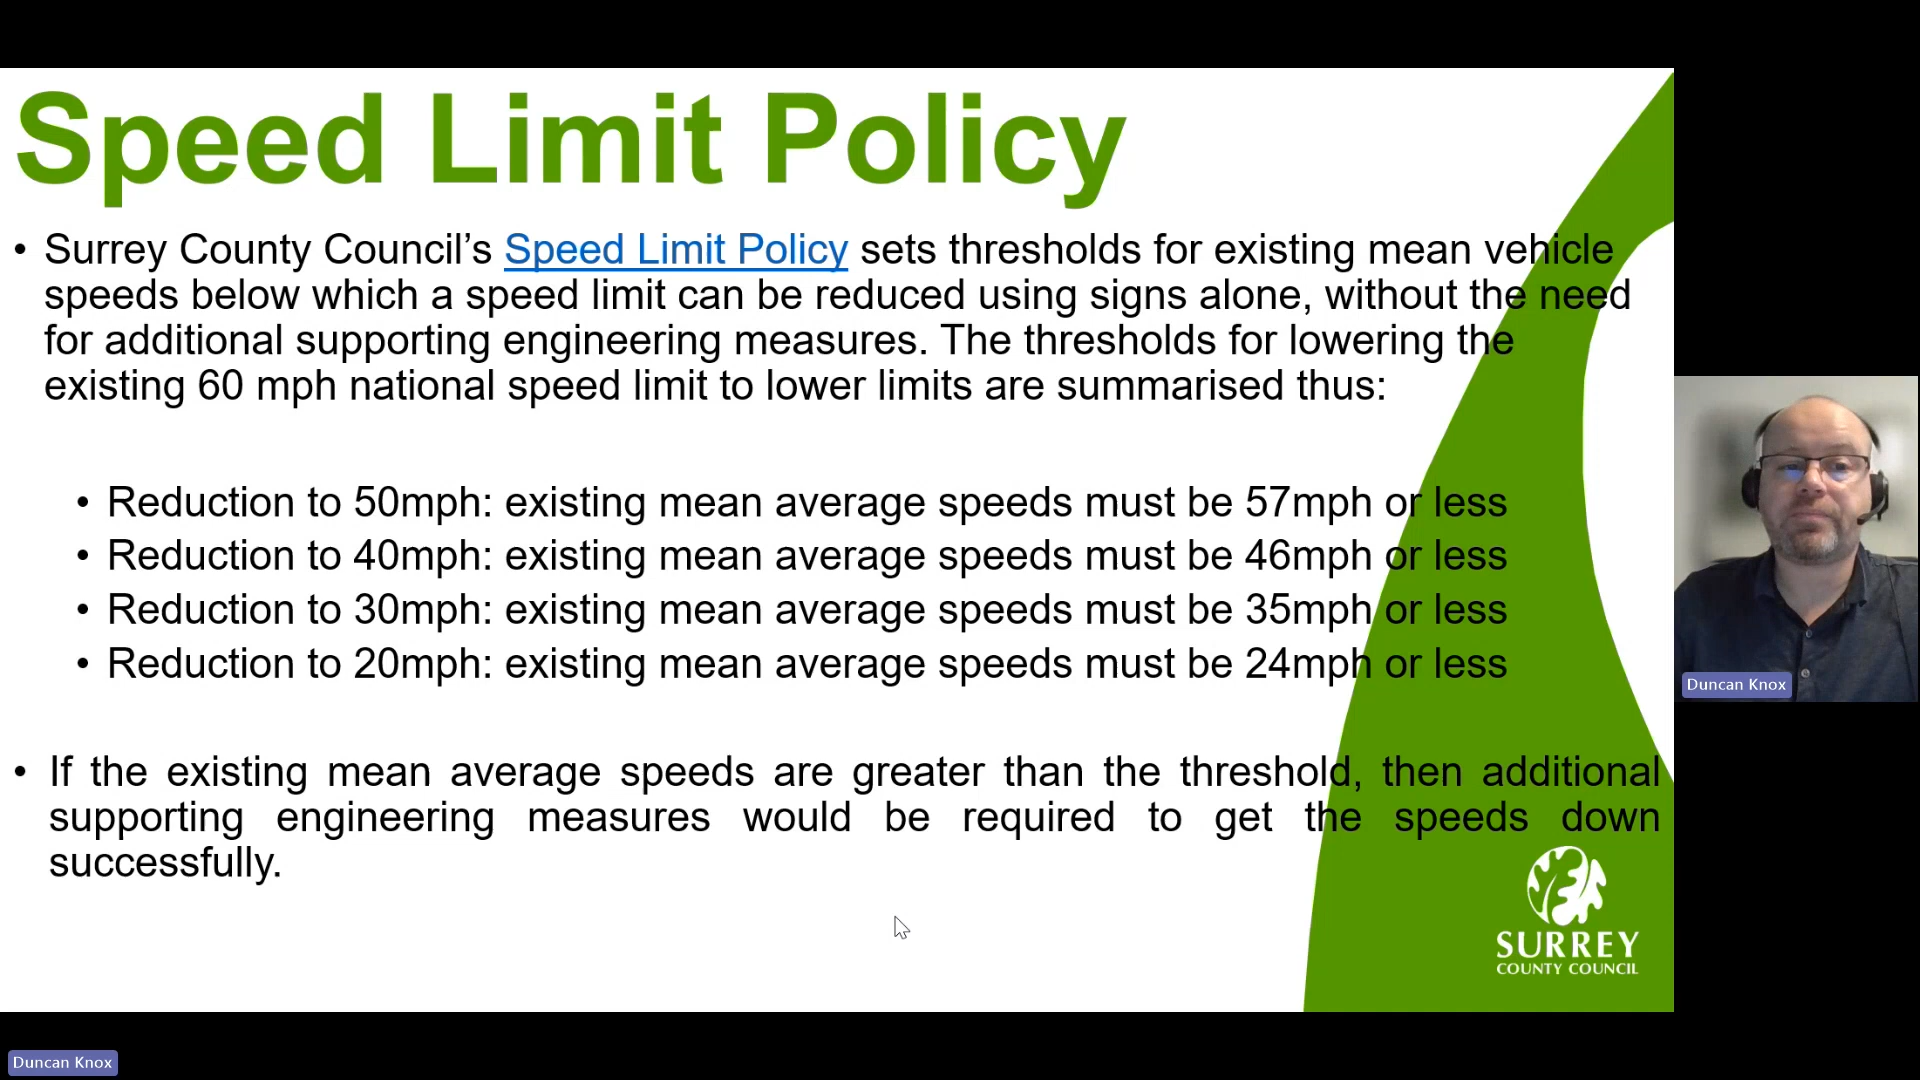 Speed Limit Policy
• Surrey County Council’s Speed Limit Policy sets thresholds for existing mean vehicle
speeds below which a speed limit can be reduced using signs alone, without the need
for additional supporting engineering measures. The thresholds for lowering the
existing 60 mph national speed limit to lower limits are summarised thus:
• Reduction to 50mph: existing mean average speeds must be 57mph or less
• Reduction to 40mph: existing mean average speeds must be 46mph or less
• Reduction to 30mph: existing mean average speeds must be 35mph or less
• Reduction to 20mph: existing mean average speeds must be 24mph or less
• If the existing mean average speeds are greater than the threshold, then additional
supporting engineering measures would be required to get the speeds down
successfully.
SURREY
COUNTY COUNCIL
Duncan Knox
Duncan Knox